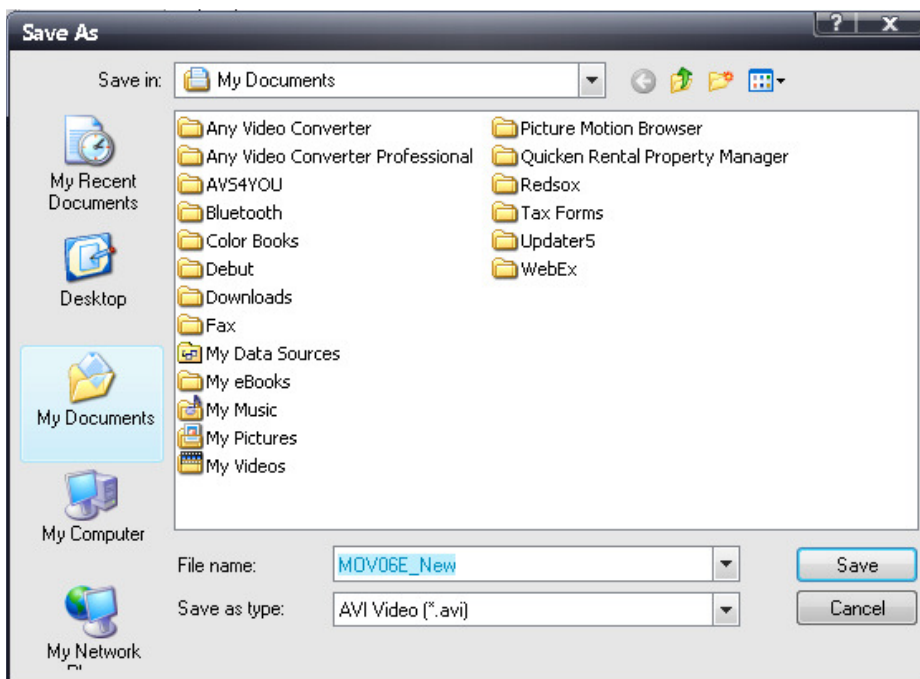 Save As
?
X
Save in:
My Documents
My Recent
Documents
Desktop
My Documents
My Computer
My Network
Any Video Converter
Any Video Converter Professional
AVS4YOU
Bluetooth
Color Books
Debut
Downloads
Fax
My Data Sources
My eBooks
My Music
My Pictures
My Videos
Picture Motion Browser
Quicken Rental Property Manager
Redsox
Tax Forms
Updater5
WebEx
File name:
MOV06E_New
Save
Save as type:
AVI Video (*.avi)
Cancel